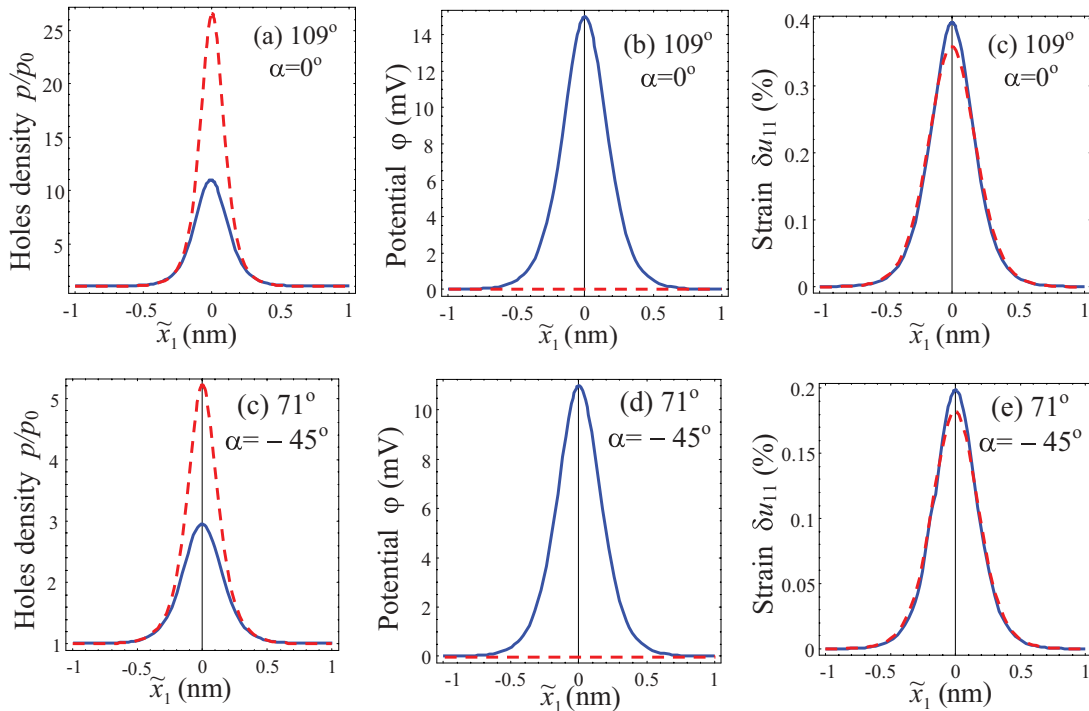 Holes density p/p₀
25
20
15
10
5
(a) 109°
α=0°
-1 -0.5 0 0.5 1
x̃₁ (nm)
Potential φ (mV)
14
12
10
8
6
4
2
0
(b) 109°
α=0°
-1 -0.5 0 0.5 1
x̃₁ (nm)
Strain δu₁₁ (%)
0.4
0.3
0.2
0.1
0
(c) 109°
α=0°
-1 -0.5 0 0.5 1
x̃₁ (nm)
Holes density p/p₀
5
4
3
2
1
(c) 71°
α= − 45°
-1 -0.5 0 0.5 1
x̃₁ (nm)
Potential φ (mV)
10
8
6
4
2
0
(d) 71°
α= − 45°
-1 -0.5 0 0.5 1
x̃₁ (nm)
Strain δu₁₁ (%)
0.2
0.15
0.1
0.05
0
(e) 71°
α= − 45°
-1 -0.5 0 0.5 1
x̃₁ (nm)